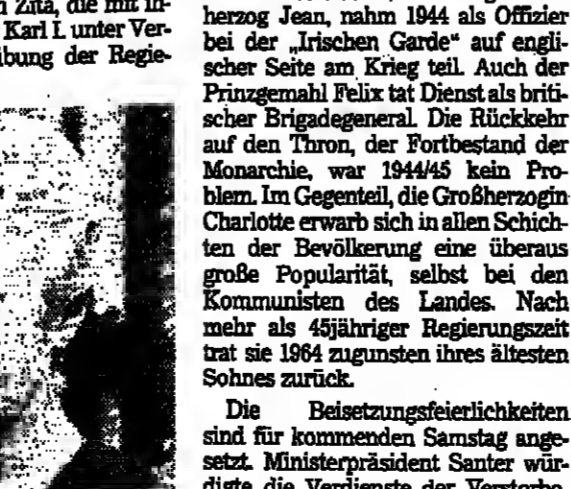 n Zita, die mit ih-
Karl I. unter Ver-
ibung der Regie-
herzog Jean, nahm 1944 als Offizier
bei der „Irischen Garde“ auf engli-
scher Seite am Krieg teil. Auch der
Prinzgemahl Felix tat Dienst als briti-
scher Brigadegeneral. Die Rückkehr
auf den Thron, der Fortbestand der
Monarchie, war 1944/45 kein Pro-
blem. Im Gegenteil, die Großherzogin
Charlotte erwarb sich in allen Schich-
ten der Bevölkerung eine überaus
große Popularität, selbst bei den
Kommunisten des Landes. Nach
mehr als 45jähriger Regierungszeit
trat sie 1964 zugunsten ihres ältesten
Sohnes zurück.
Die Beisetzungsfeierlichkeiten
sind für kommenden Samstag ange-
setzt. Ministerpräsident Santer wür-
digte die Verdienste der Verstorbe-